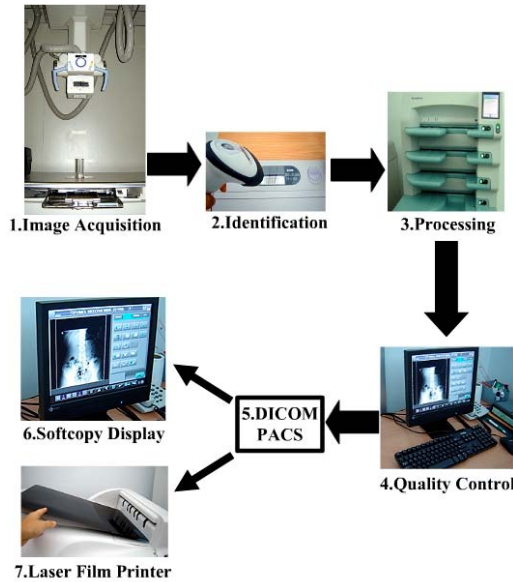 1.Image Acquisition
2.Identification
3.Processing
4.Quality Control
5.DICOM
PACS
6.Softcopy Display
7.Laser Film Printer